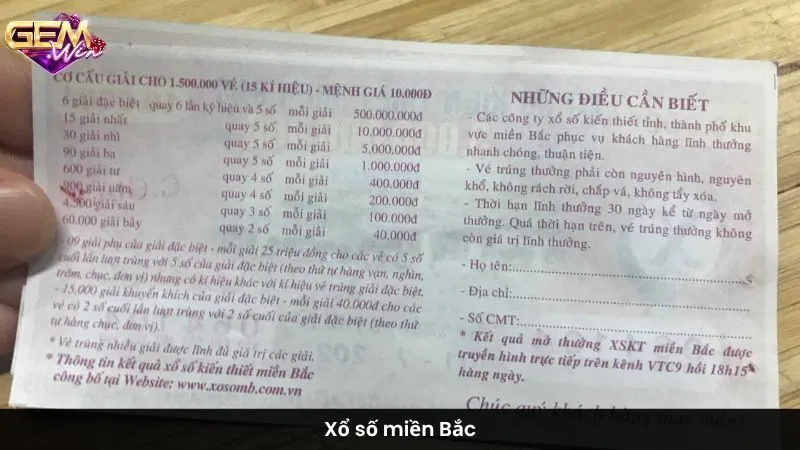 GEM
Win
CƠ CẤU GIẢI CHO 1.500.000 VÉ (15 KÍ HIỆU) - MỆNH GIÁ 10.000Đ
6 giải đặc biệt quay 6 lần ký hiệu và 5 số mỗi giải 500.000.000đ
15 giải nhất quay 5 số mỗi giải 10.000.000đ
30 giải nhì quay 5 số mỗi giải 5.000.000đ
90 giải ba quay 5 số mỗi giải 1.000.000đ
600 giải tư quay 4 số mỗi giải 400.000đ
900 giải năm quay 4 số mỗi giải 200.000đ
4.500 giải sáu quay 3 số mỗi giải 100.000đ
60.000 giải bảy quay 2 số mỗi giải 40.000đ
- 09 giải phụ của giải đặc biệt - mỗi giải 25 triệu đồng cho các vé có 5 số
cuối lần lượt trùng với 5 số của giải đặc biệt (theo thứ tự hàng vạn, nghìn,
trăm, chục, đơn vị) nhưng có kí hiệu khác với kí hiệu vé trúng giải đặc biệt.
- 15.000 giải khuyến khích của giải đặc biệt - mỗi giải 40.000đ cho các
vé có 2 số cuối lần lượt trùng với 2 số cuối của giải đặc biệt (theo thứ
tự hàng chục, đơn vị).
* Vé trúng nhiều giải được lĩnh đủ giá trị các giải.
* Thông tin kết quả xổ số kiến thiết miền Bắc
công bố tại Website: www.xosomb.com.vn
NHỮNG ĐIỀU CẦN BIẾT
- Các công ty xổ số kiến thiết tỉnh, thành phố khu
vực miền Bắc phục vụ khách hàng lĩnh thưởng
nhanh chóng, thuận tiện.
- Vé trúng thưởng phải còn nguyên hình, nguyên
khổ, không rách rời, chấp vá, không tẩy xóa.
- Thời hạn lĩnh thưởng 30 ngày kể từ ngày mở
thưởng. Quá thời hạn trên, vé trúng thưởng không
còn giá trị lĩnh thưởng.
- Họ tên:
- Địa chỉ:
- Số CMT:
* Kết quả mở thưởng XSKT miền Bắc được
truyền hình trực tiếp trên kênh VTC9 hồi 18h15
hàng ngày.
Chúc quý khách hàng may mắn!
Xổ số miền Bắc